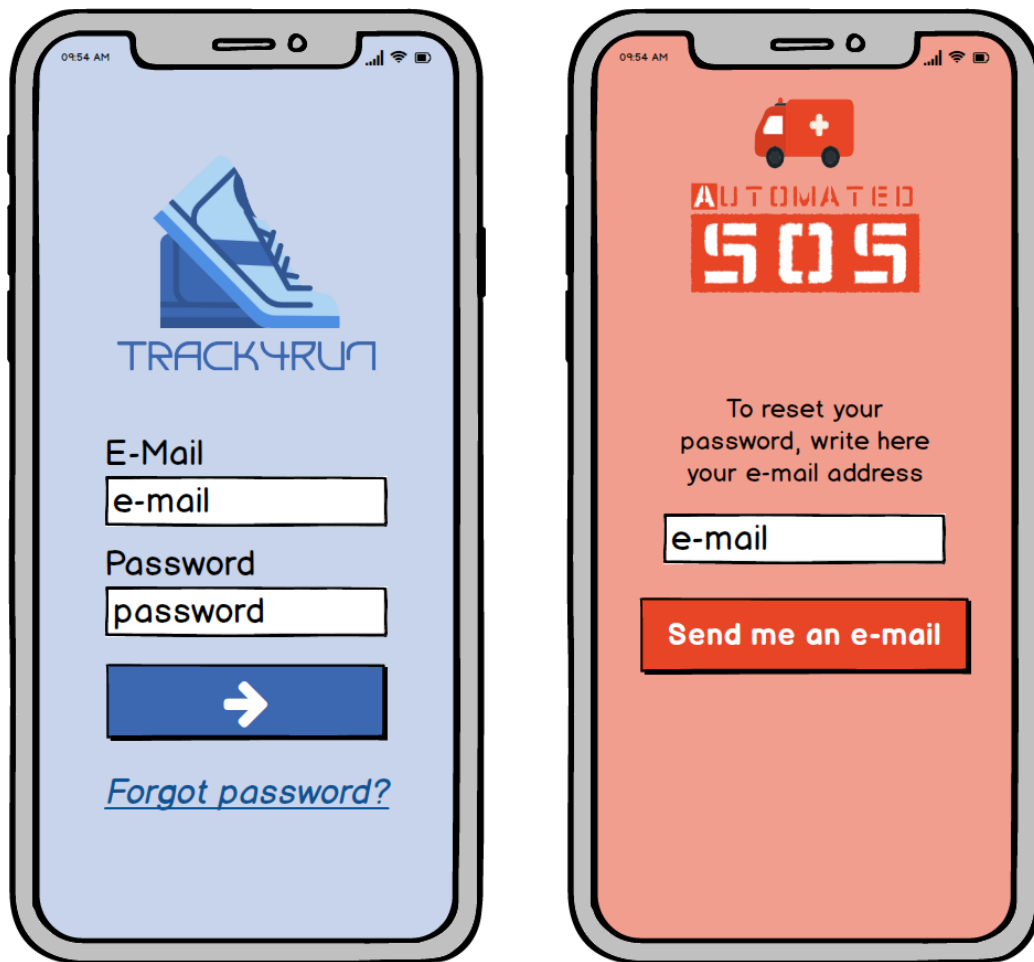 09:54 AM
TRACK4RUN
E-Mail
e-mail
Password
password
Forgot password?
09:54 AM
AUTOMATED
SOS
To reset your
password, write here
your e-mail address
e-mail
Send me an e-mail